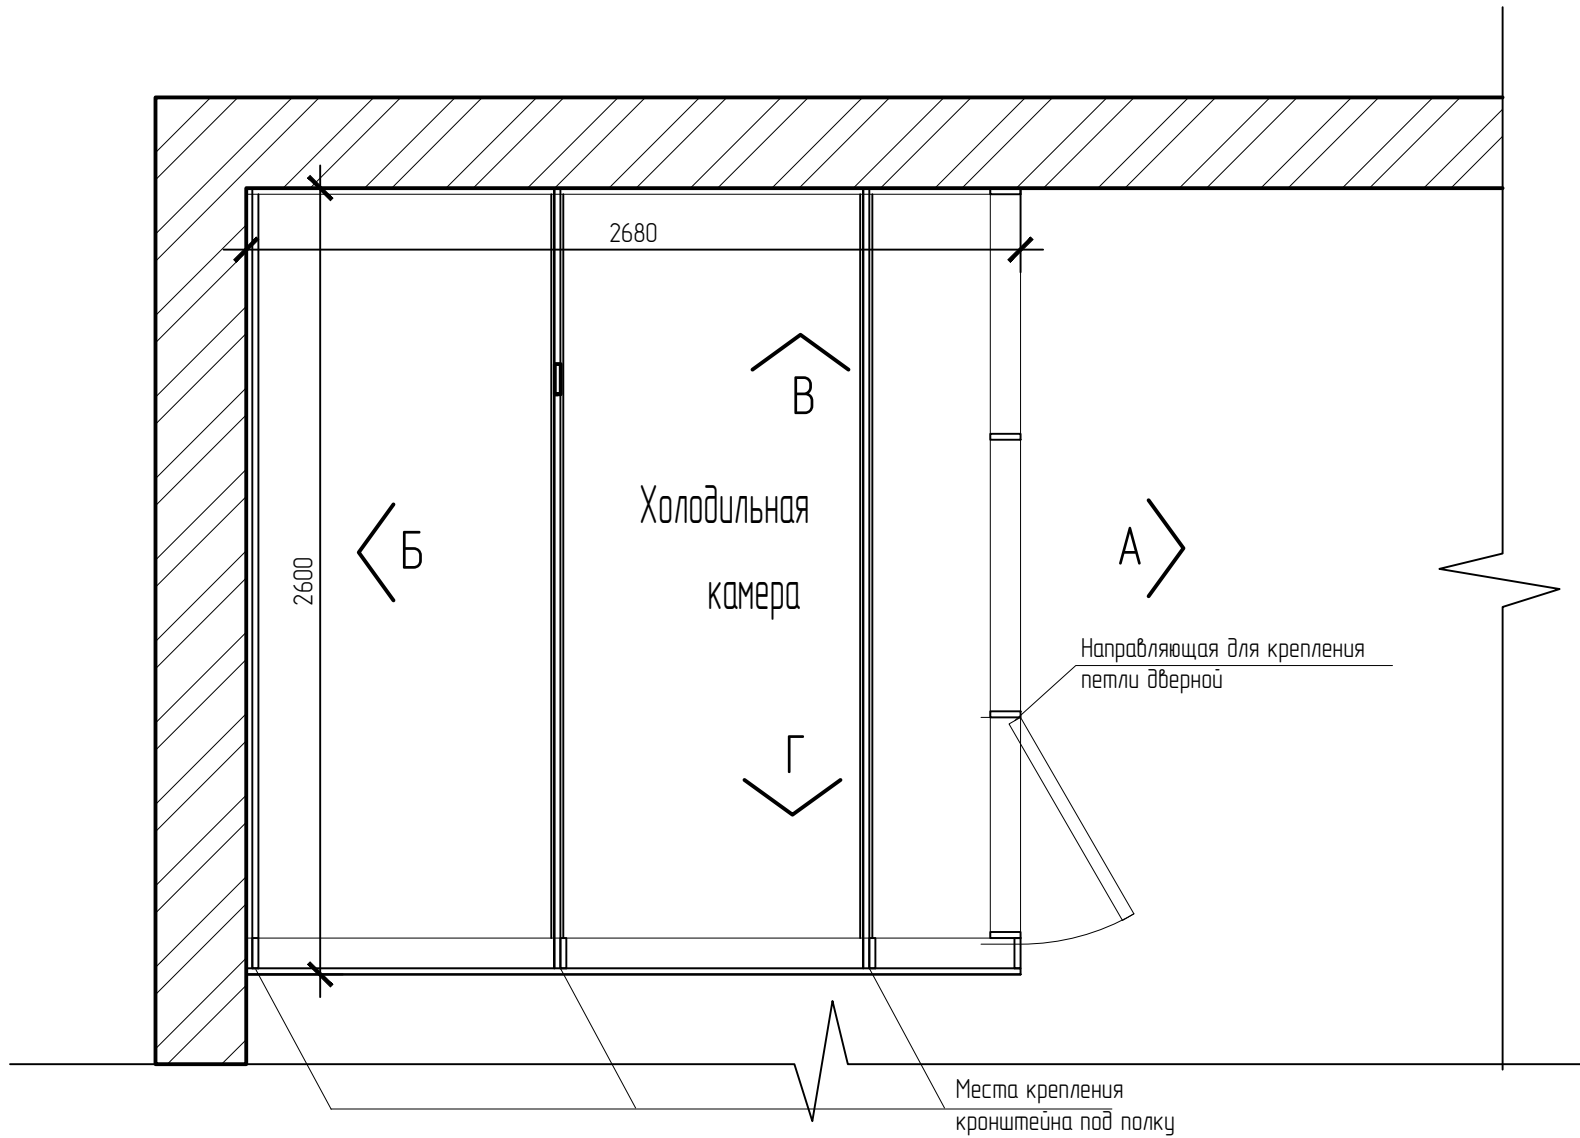 2680
В
Холодильная
камера
Б
А
2600
Направляющая для крепления
петли дверной
Г
Места крепления
кронштейна под полку